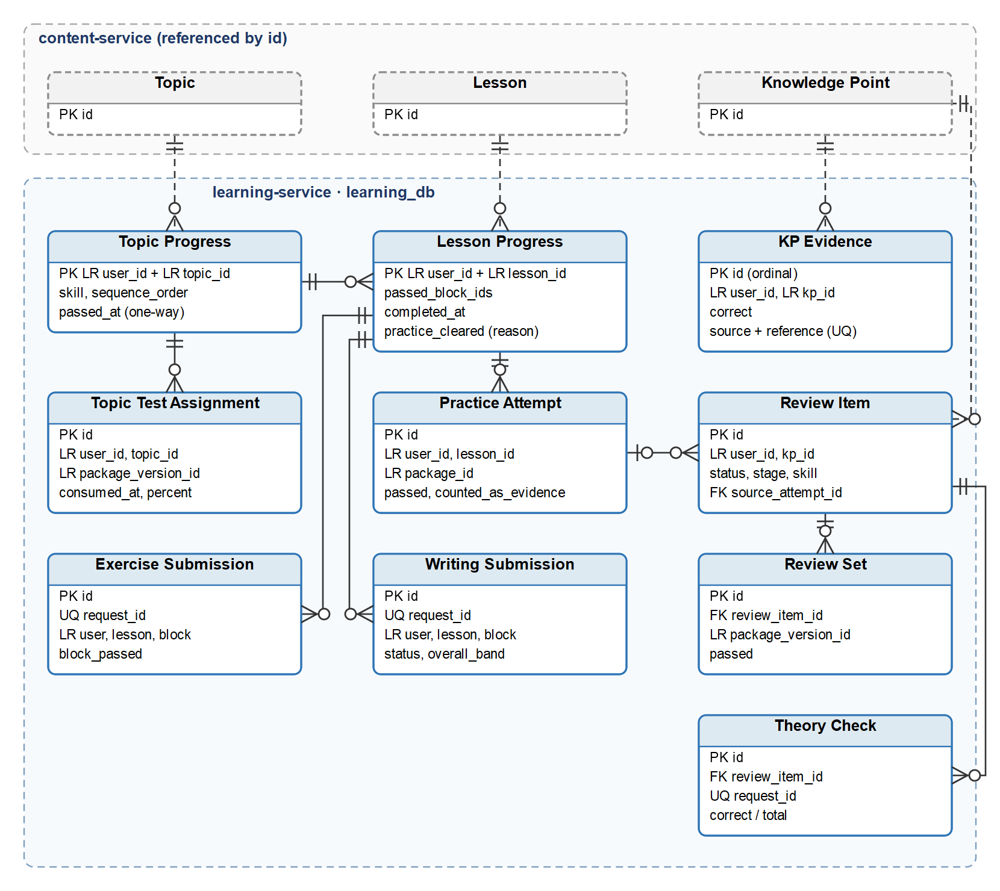 content-service (referenced by id)
Topic
PK id
Lesson
PK id
Knowledge Point
PK id
learning-service · learning_db
Topic Progress
PK LR user_id + LR topic_id
skill, sequence_order
passed_at (one-way)
Lesson Progress
PK LR user_id + LR lesson_id
passed_block_ids
completed_at
practice_cleared (reason)
KP Evidence
PK id (ordinal)
LR user_id, LR kp_id
correct
source + reference (UQ)
Topic Test Assignment
PK id
LR user_id, topic_id
LR package_version_id
consumed_at, percent
Practice Attempt
PK id
LR user_id, lesson_id
LR package_id
passed, counted_as_evidence
Review Item
PK id
LR user_id, kp_id
status, stage, skill
FK source_attempt_id
Exercise Submission
PK id
UQ request_id
LR user, lesson, block
block_passed
Writing Submission
PK id
UQ request_id
LR user, lesson, block
status, overall_band
Review Set
PK id
FK review_item_id
LR package_version_id
passed
Theory Check
PK id
FK review_item_id
UQ request_id
correct / total